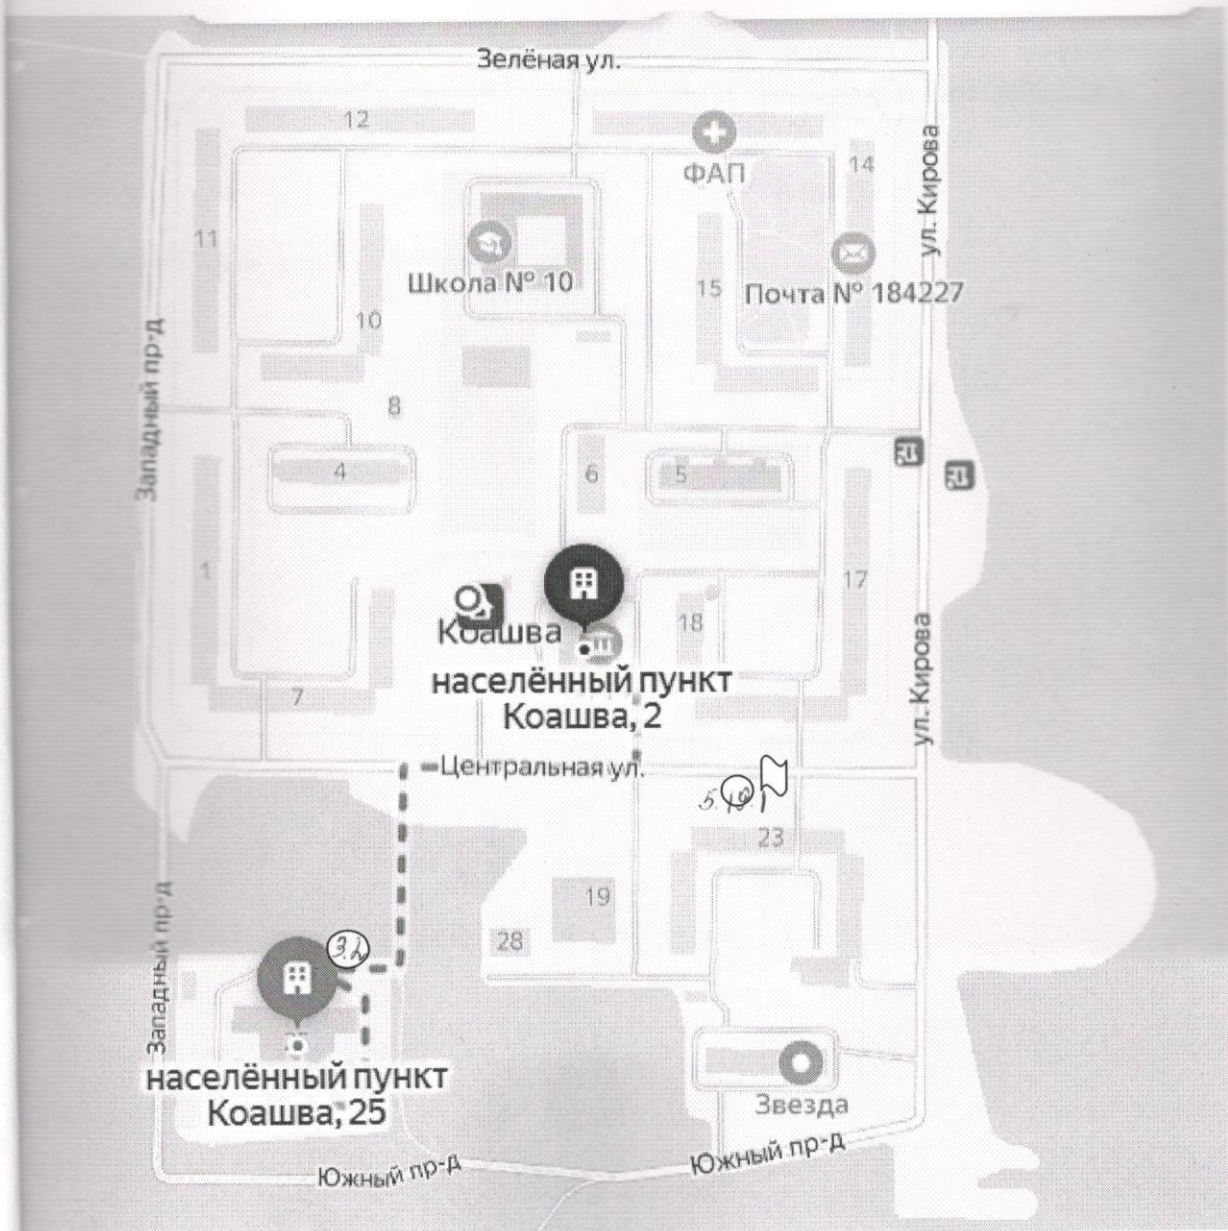 Зелёная ул.
12
ФАП
14
ул. Кирова
11
Школа № 10
15
Почта № 184227
10
Западный пр-д
8
4
6
5
1
17
Коашва
18
ул. Кирова
населённый пункт
Коашва, 2
7
Центральная ул.
23
19
28
3.2
Западный пр-д
населённый пункт
Коашва, 25
Звезда
Южный пр-д
Южный пр-д